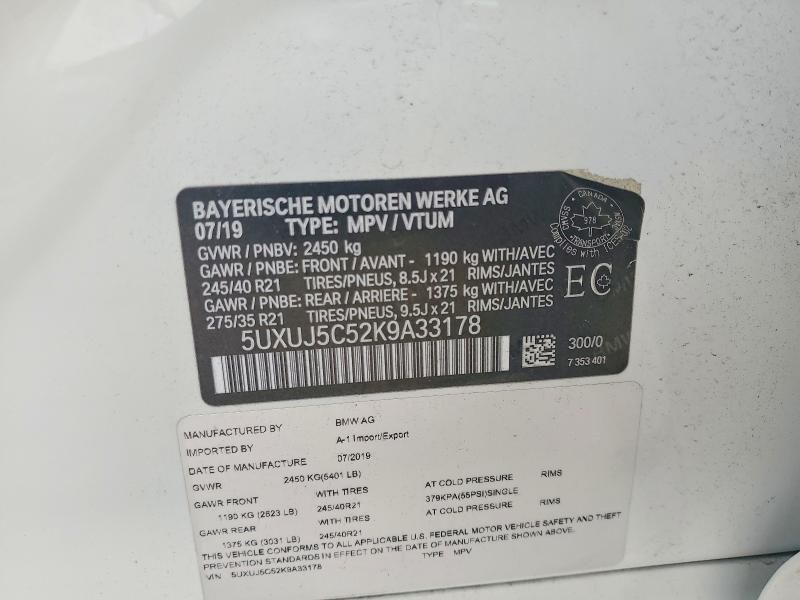 BAYERISCHE MOTOREN WERKE AG
07/19 TYPE: MPV / VTUM
GVWR / PNBV: 2450 kg
GAWR / PNBE: FRONT / AVANT - 1190 kg WITH/AVEC
245/40 R21 TIRES/PNEUS, 8.5J x 21 RIMS/JANTES
GAWR / PNBE: REAR / ARRIERE - 1375 kg WITH/AVEC
275/35 R21 TIRES/PNEUS, 9.5J x 21 RIMS/JANTES
5UXUJ5C52K9A33178
CANADA
978
TRANSPORT
EC
300/0
7 353 401
MANUFACTURED BY BMW AG
IMPORTED BY A-1 Import/Export
DATE OF MANUFACTURE 07/2019
GVWR 2450 KG(5401 LB)
GAWR FRONT WITH TIRES AT COLD PRESSURE RIMS
1190 KG (2623 LB) 245/40R21 379KPA(55PSI)SINGLE
GAWR REAR WITH TIRES AT COLD PRESSURE RIMS
1375 KG (3031 LB) 245/40R21
THIS VEHICLE CONFORMS TO ALL APPLICABLE U.S. FEDERAL MOTOR VEHICLE SAFETY AND THEFT
PREVENTION STANDARDS IN EFFECT ON THE DATE OF MANUFACTURE SHOWN ABOVE.
VIN 5UXUJ5C52K9A33178 TYPE MPV